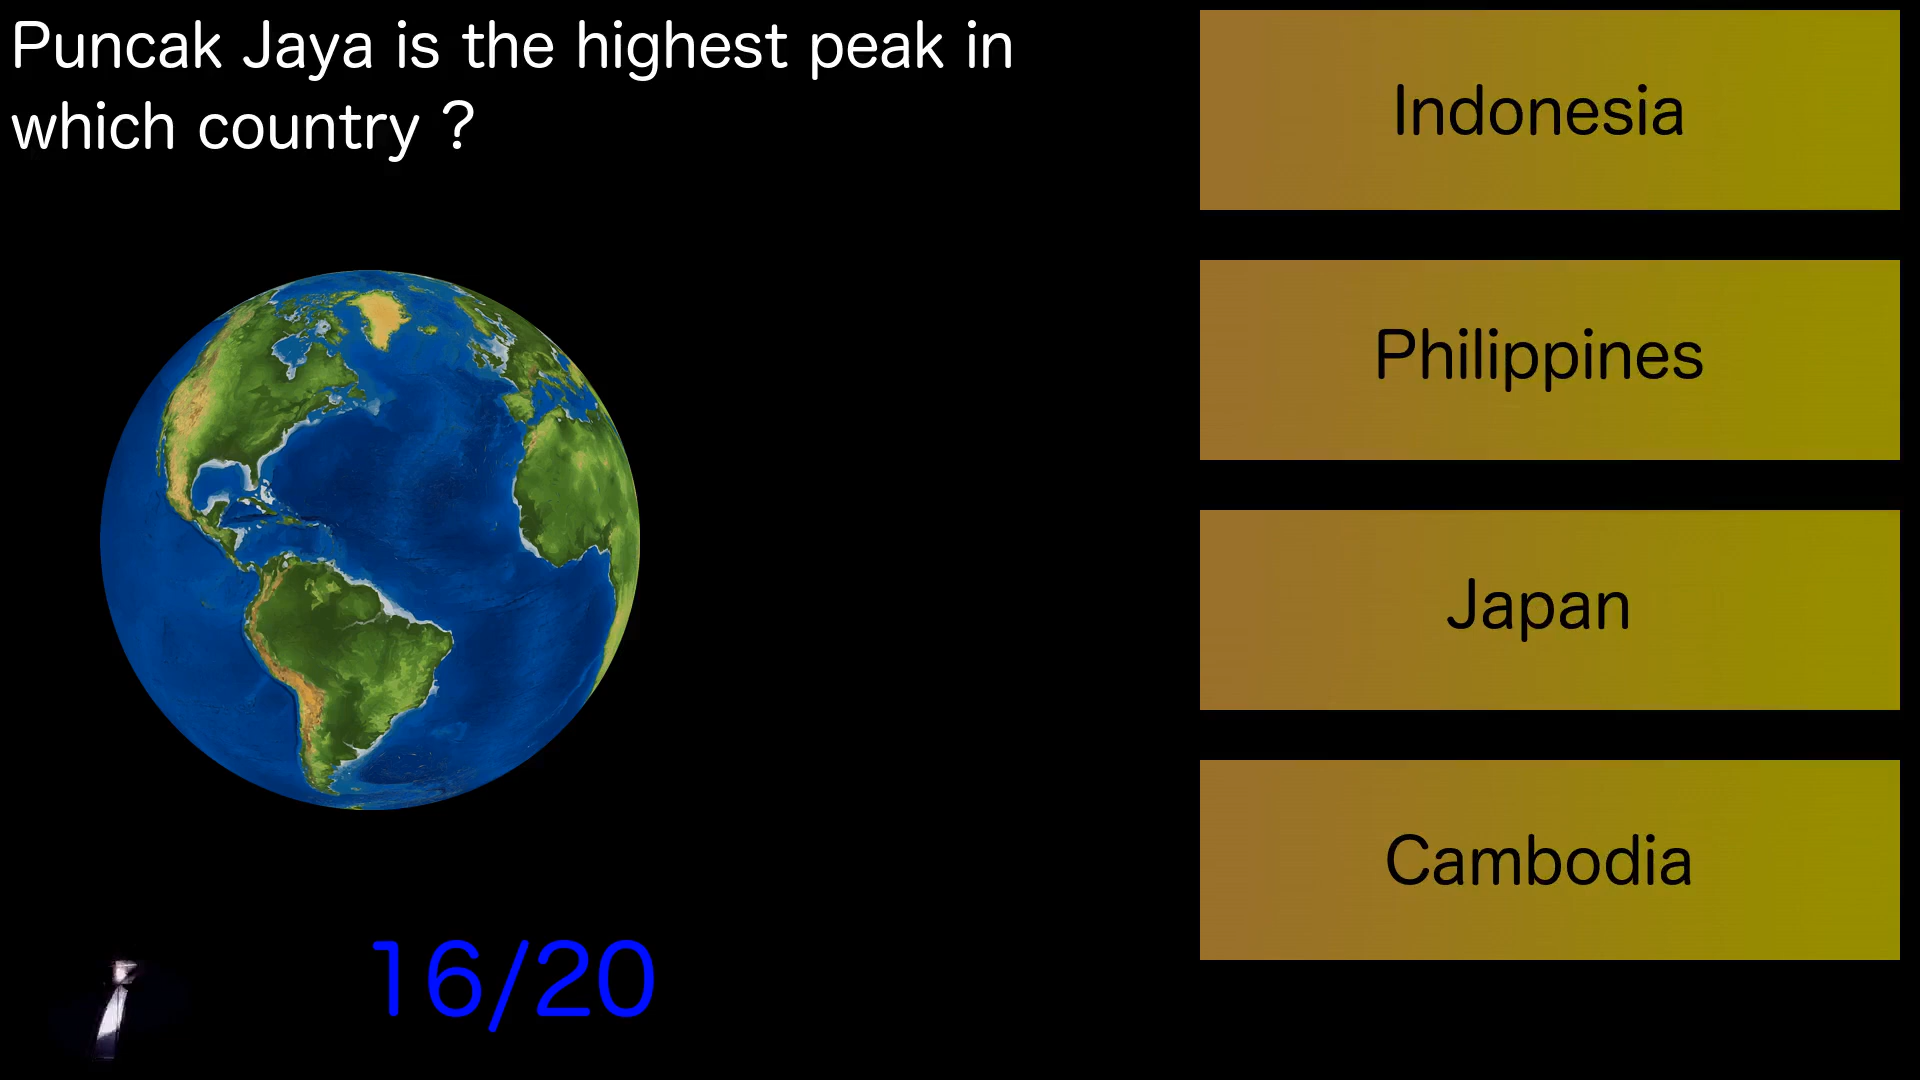 Puncak Jaya is the highest peak in
which country ?
Indonesia
Philippines
Japan
Cambodia
16/20